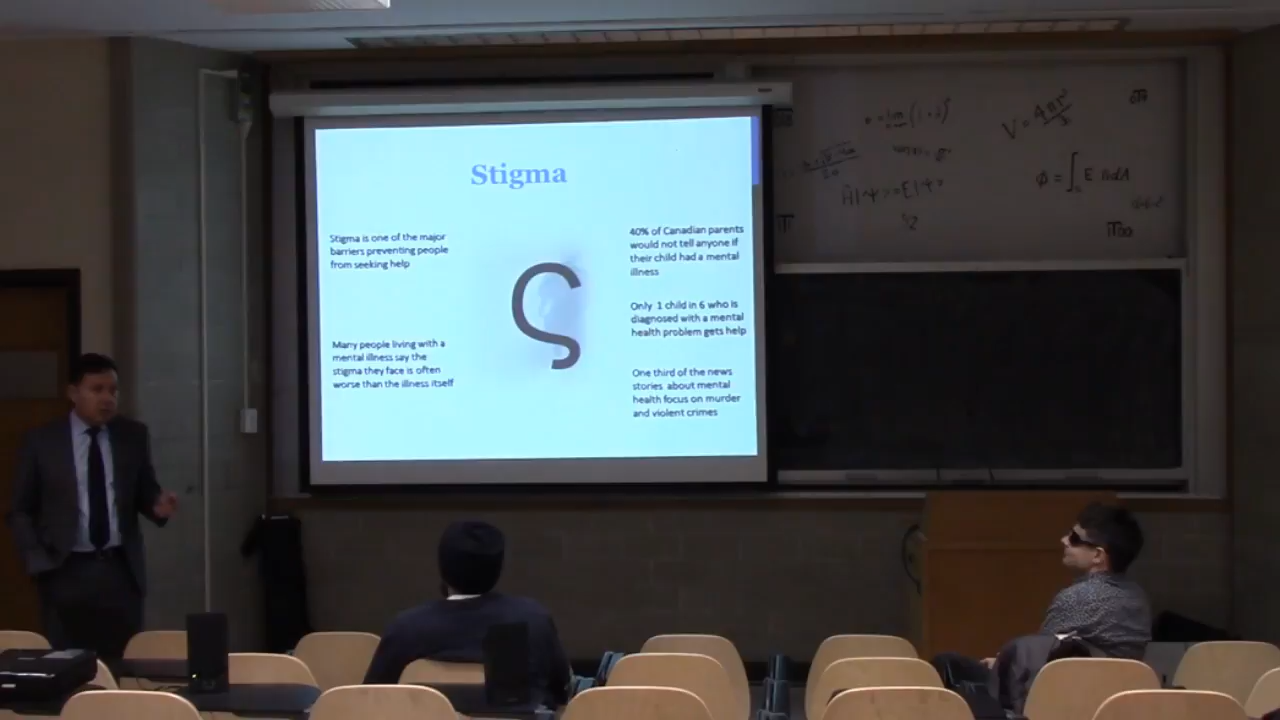 Stigma
Stigma is one of the major
barriers preventing people
from seeking help
Many people living with a
mental illness say the
stigma they face is often
worse than the illness itself
ς
40% of Canadian parents
would not tell anyone if
their child had a mental
illness
Only 1 child in 6 who is
diagnosed with a mental
health problem gets help
One third of the news
stories about mental
health focus on murder
and violent crimes
V = 4πr³/3
Ĥ|Ψ> = E|Ψ>